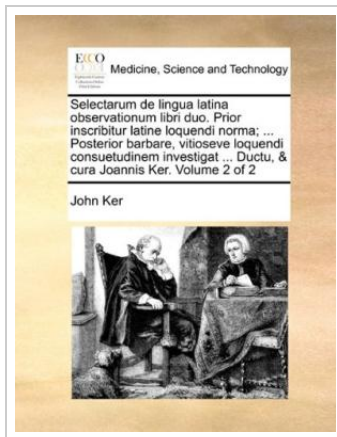 ECCO
Medicine, Science and Technology
Selectarum de lingua latina
observationum libri duo. Prior
inscribitur latine loquendi norma; ...
Posterior barbare, vitioseve loquendi
consuetudinem investigat ... Ductu, &
cura Joannis Ker. Volume 2 of 2
John Ker